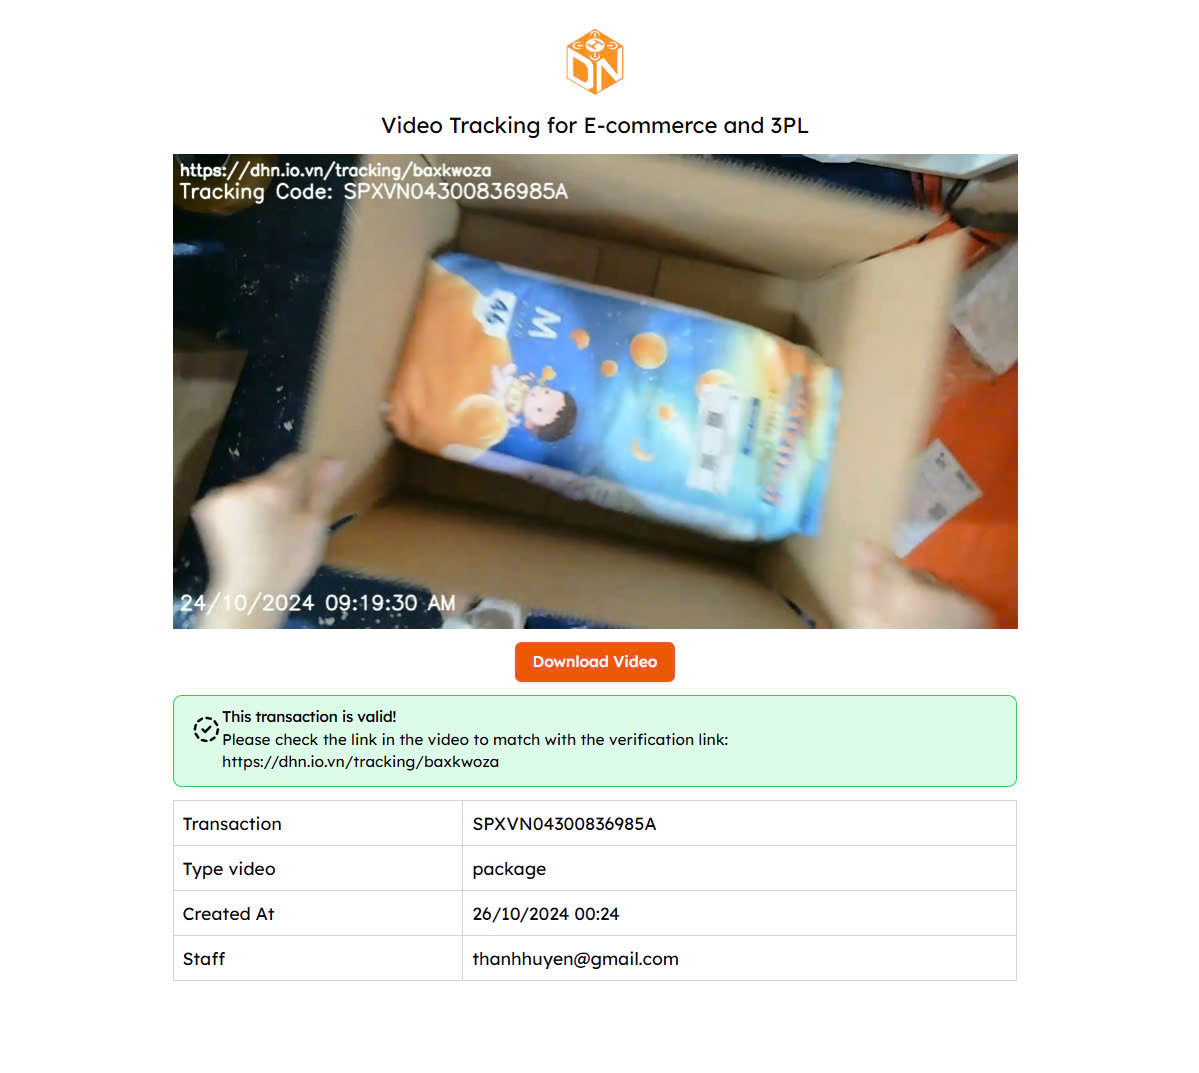 DN
Video Tracking for E-commerce and 3PL
https://dhn.io.vn/tracking/baxkwoza
Tracking Code: SPXVN04300836985A
46
M
24/10/2024 09:19:30 AM
Download Video
This transaction is valid!
Please check the link in the video to match with the verification link:
https://dhn.io.vn/tracking/baxkwoza
Transaction SPXVN04300836985A
Type video package
Created At 26/10/2024 00:24
Staff thanhhuyen@gmail.com